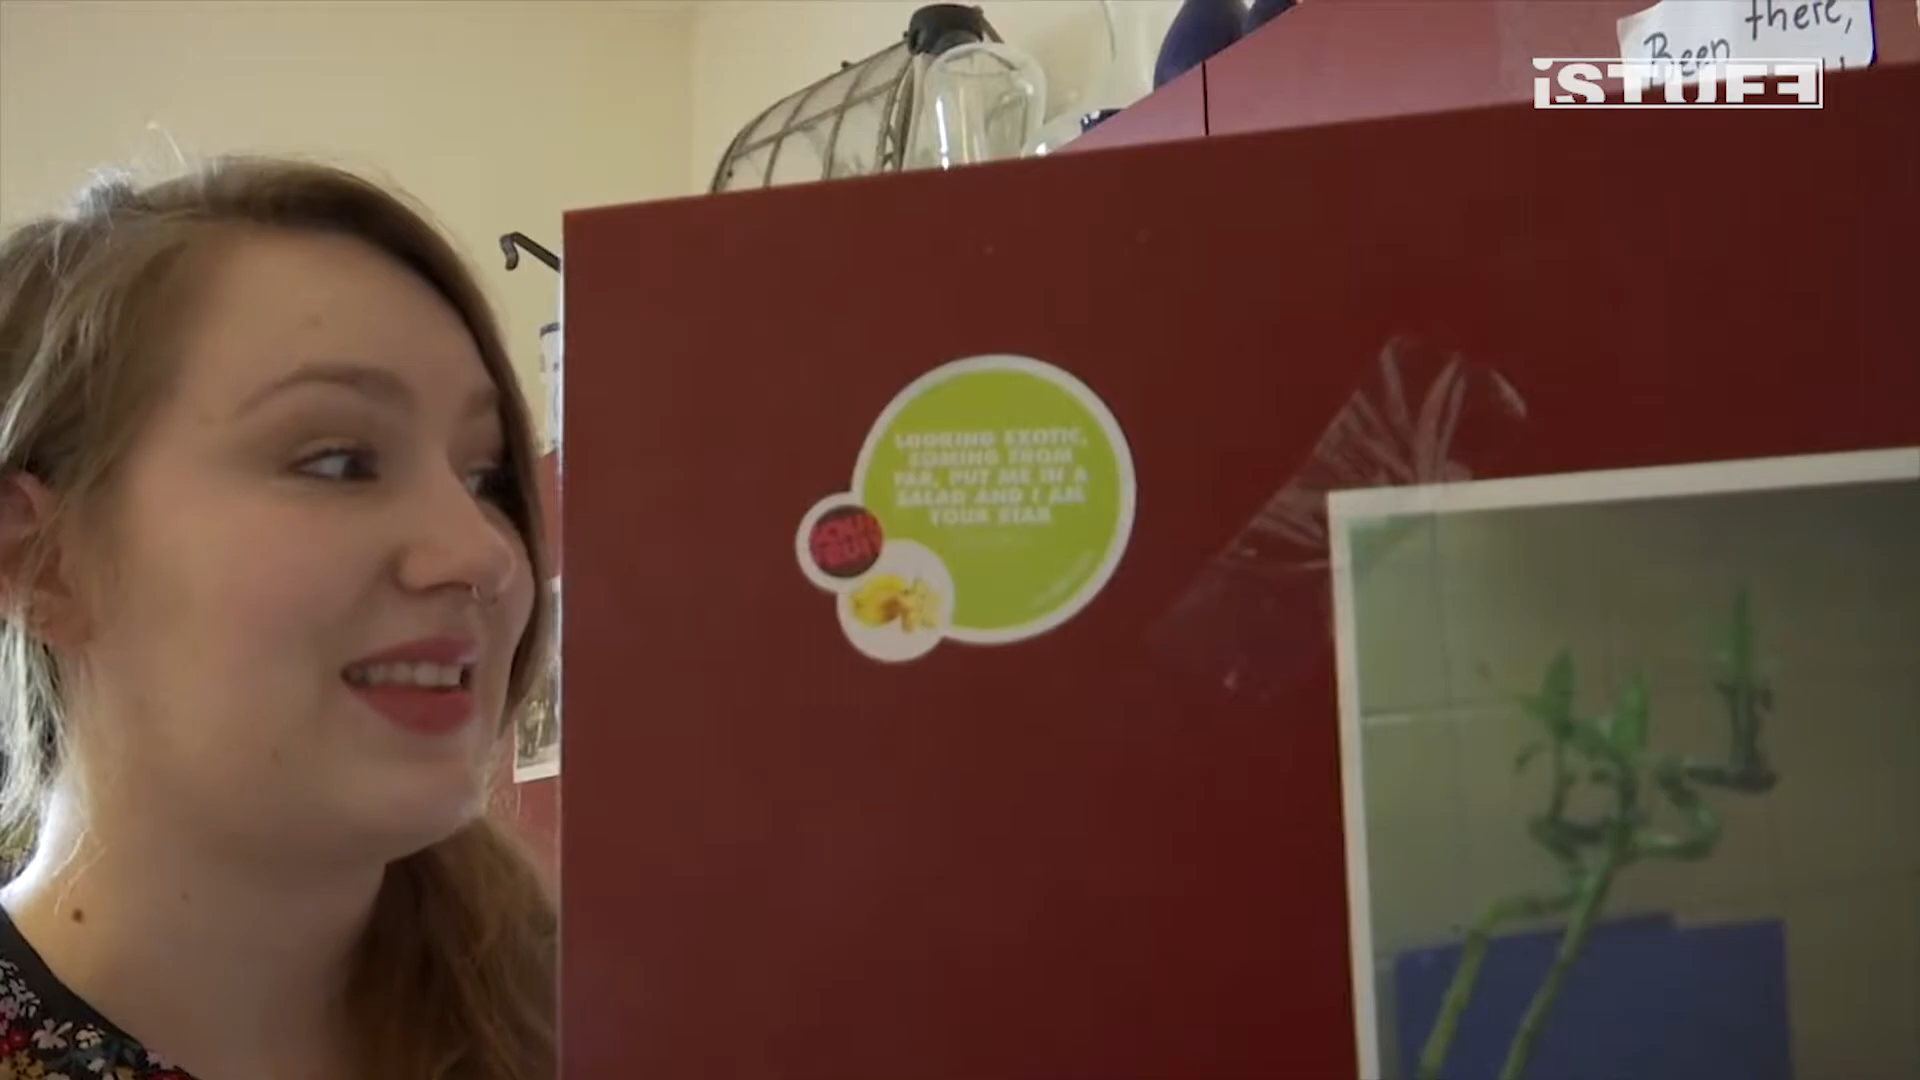 there,
Been
iSTUFF
LOOKING EXOTIC,
COMING FROM
FAR, PUT ME IN A
SALAD AND I AM
YOUR STAR